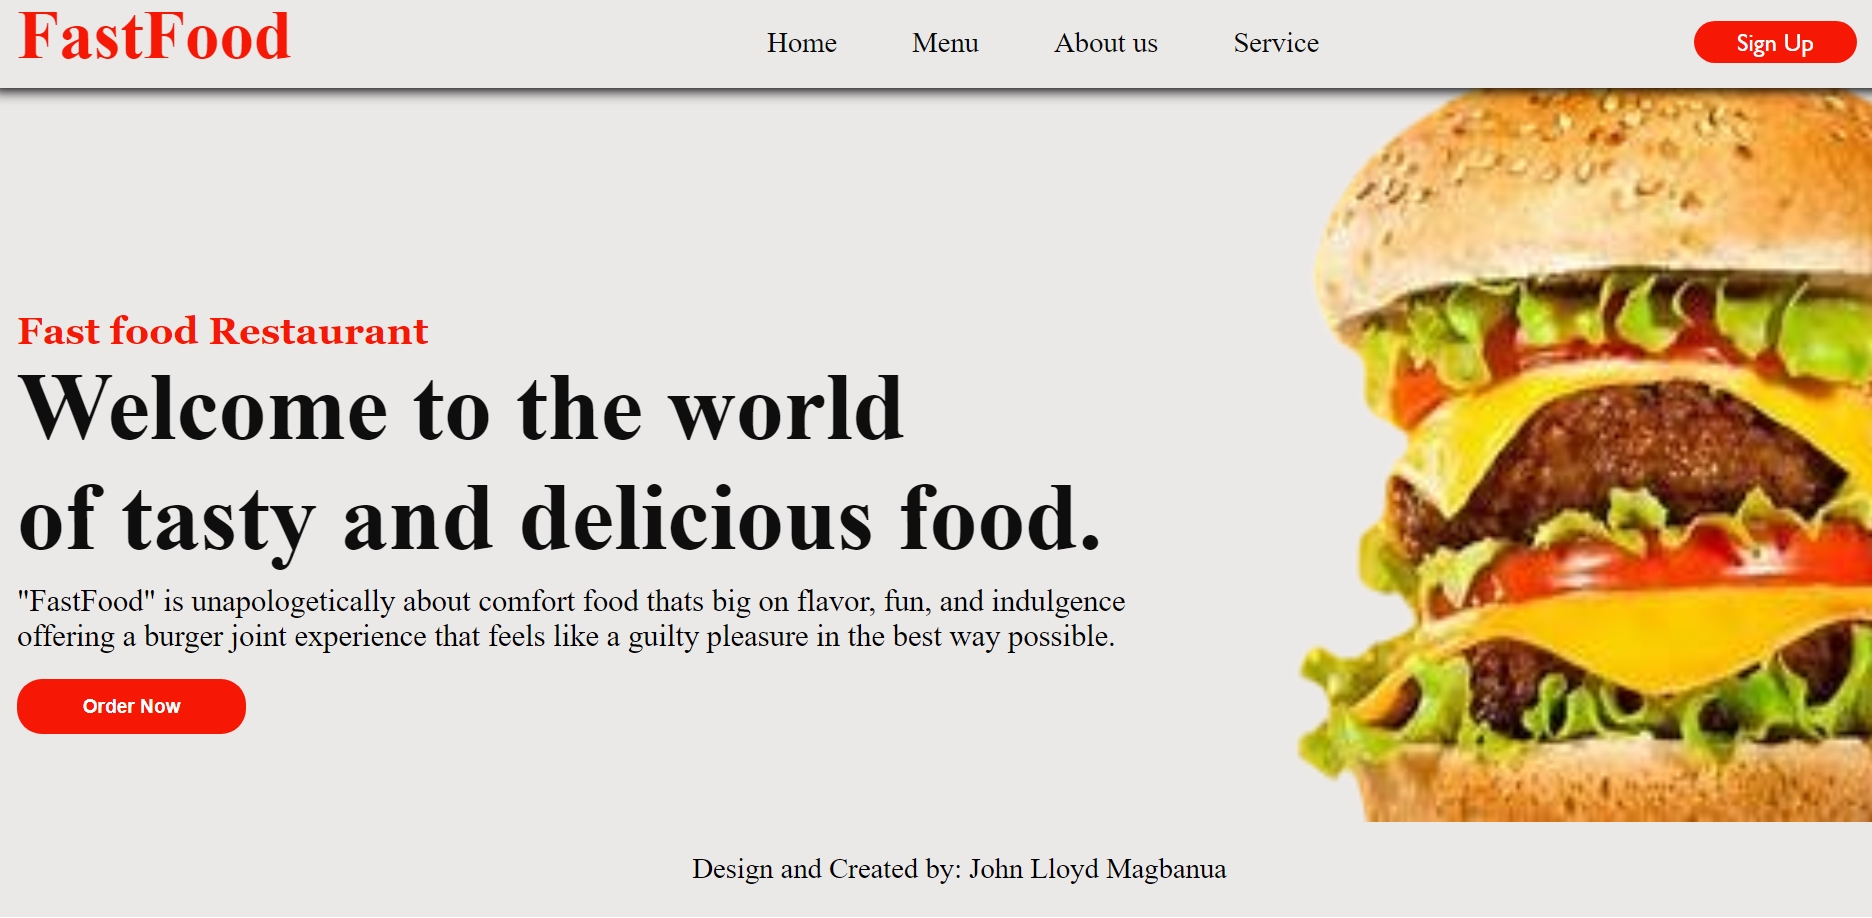 FastFood
Home
Menu
About us
Service
Sign Up
Fast food Restaurant
Welcome to the world
of tasty and delicious food.
"FastFood" is unapologetically about comfort food thats big on flavor, fun, and indulgence
offering a burger joint experience that feels like a guilty pleasure in the best way possible.
Order Now
Design and Created by: John Lloyd Magbanua